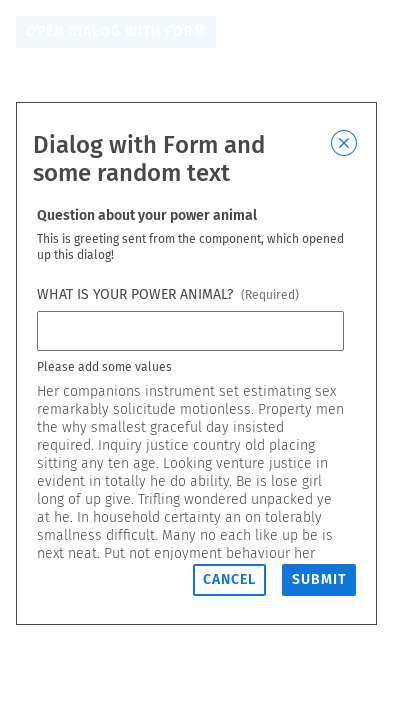 OPEN DIALOG WITH FORM
Dialog with Form and
some random text
Question about your power animal
This is greeting sent from the component, which opened
up this dialog!
WHAT IS YOUR POWER ANIMAL? (Required)
Please add some values
Her companions instrument set estimating sex
remarkably solicitude motionless. Property men
the why smallest graceful day insisted
required. Inquiry justice country old placing
sitting any ten age. Looking venture justice in
evident in totally he do ability. Be is lose girl
long of up give. Trifling wondered unpacked ye
at he. In household certainty an on tolerably
smallness difficult. Many no each like up be is
next neat. Put not enjoyment behaviour her
CANCEL SUBMIT